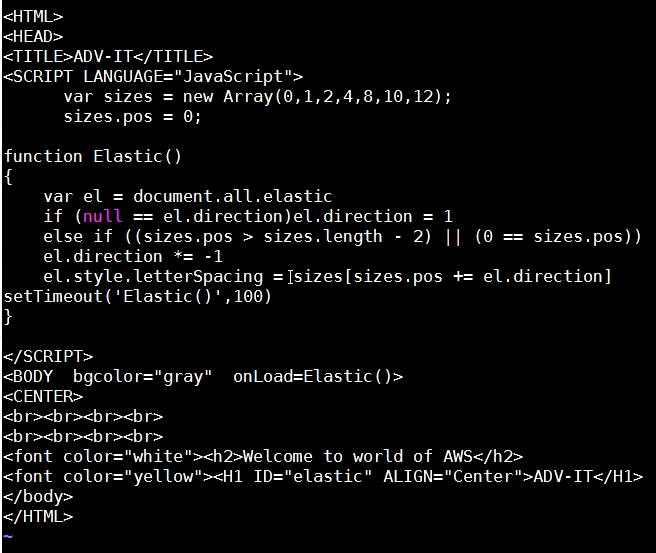 <HTML>
<HEAD>
<TITLE>ADV-IT</TITLE>
<SCRIPT LANGUAGE="JavaScript">
      var sizes = new Array(0,1,2,4,8,10,12);
      sizes.pos = 0;

function Elastic()
{
    var el = document.all.elastic
    if (null == el.direction)el.direction = 1
    else if ((sizes.pos > sizes.length - 2) || (0 == sizes.pos))
    el.direction *= -1
    el.style.letterSpacing = sizes[sizes.pos += el.direction]
setTimeout('Elastic()',100)
}

</SCRIPT>
<BODY  bgcolor="gray"  onLoad=Elastic()>
<CENTER>
<br><br><br><br>
<br><br><br><br>
<font color="white"><h2>Welcome to world of AWS</h2>
<font color="yellow"><H1 ID="elastic" ALIGN="Center">ADV-IT</H1>
</body>
</HTML>
~